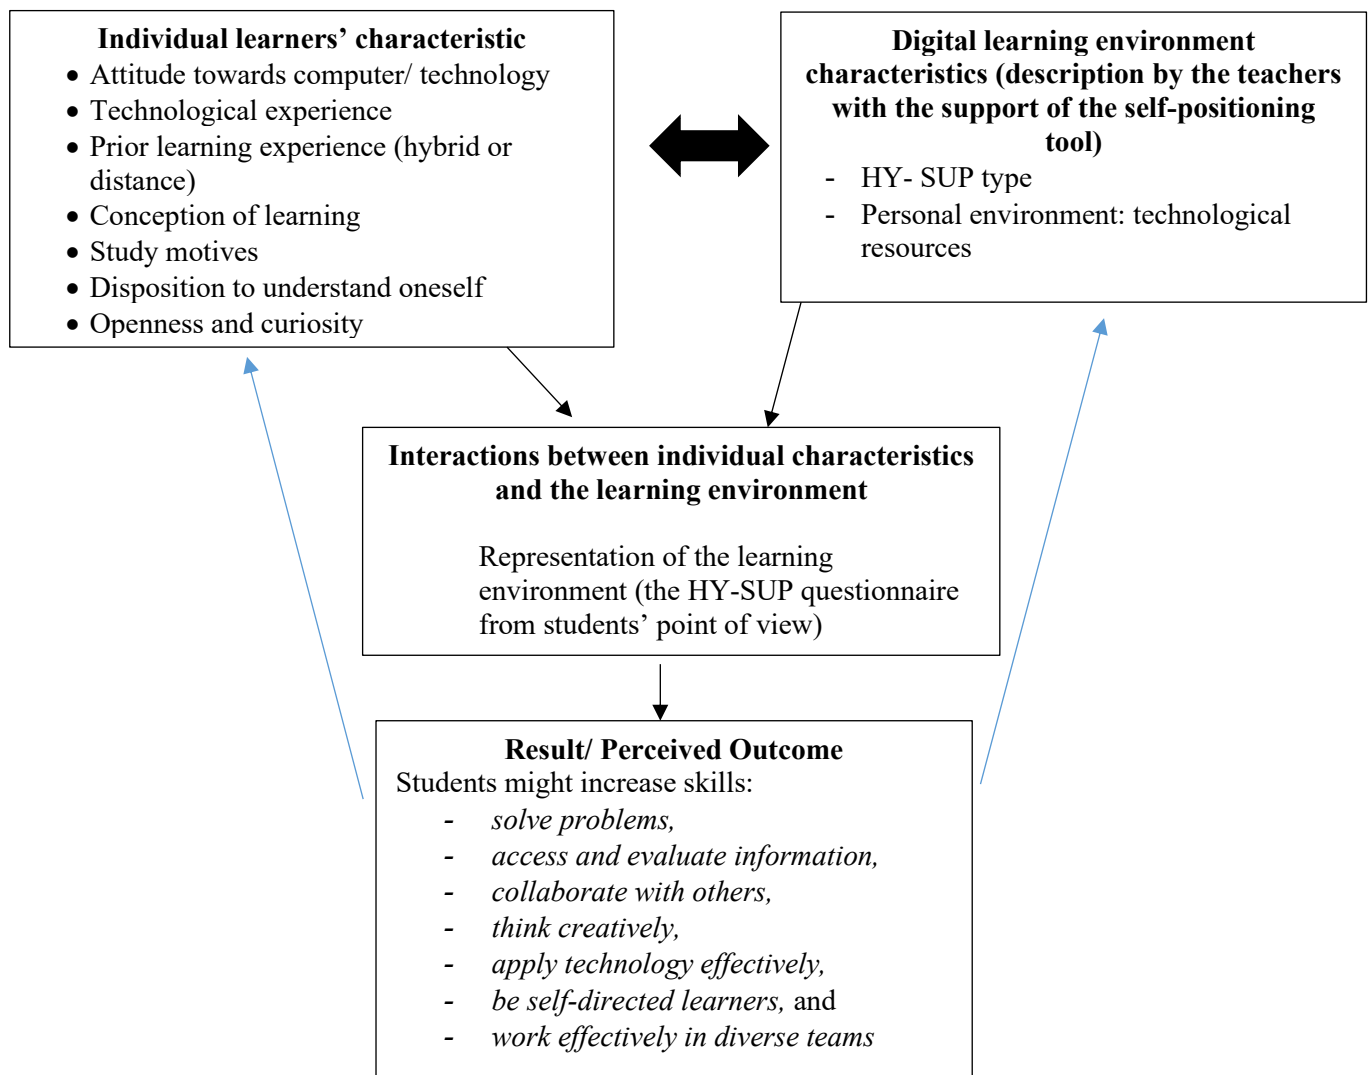 Individual learners’ characteristic
• Attitude towards computer/ technology
• Technological experience
• Prior learning experience (hybrid or
distance)
• Conception of learning
• Study motives
• Disposition to understand oneself
• Openness and curiosity
Digital learning environment
characteristics (description by the teachers
with the support of the self-positioning
tool)
- HY- SUP type
- Personal environment: technological
resources
Interactions between individual characteristics
and the learning environment
Representation of the learning
environment (the HY-SUP questionnaire
from students’ point of view)
Result/ Perceived Outcome
Students might increase skills:
- solve problems,
- access and evaluate information,
- collaborate with others,
- think creatively,
- apply technology effectively,
- be self-directed learners, and
- work effectively in diverse teams